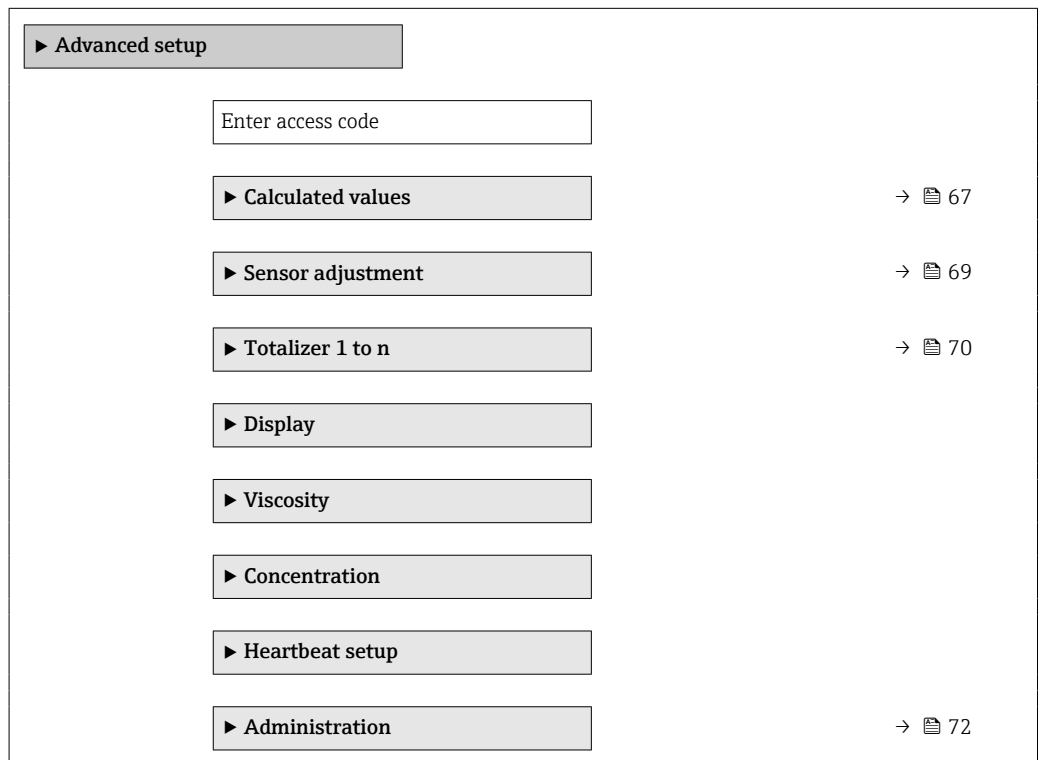 ▶ Advanced setup
Enter access code
▶ Calculated values → 67
▶ Sensor adjustment → 69
▶ Totalizer 1 to n → 70
▶ Display
▶ Viscosity
▶ Concentration
▶ Heartbeat setup
▶ Administration → 72